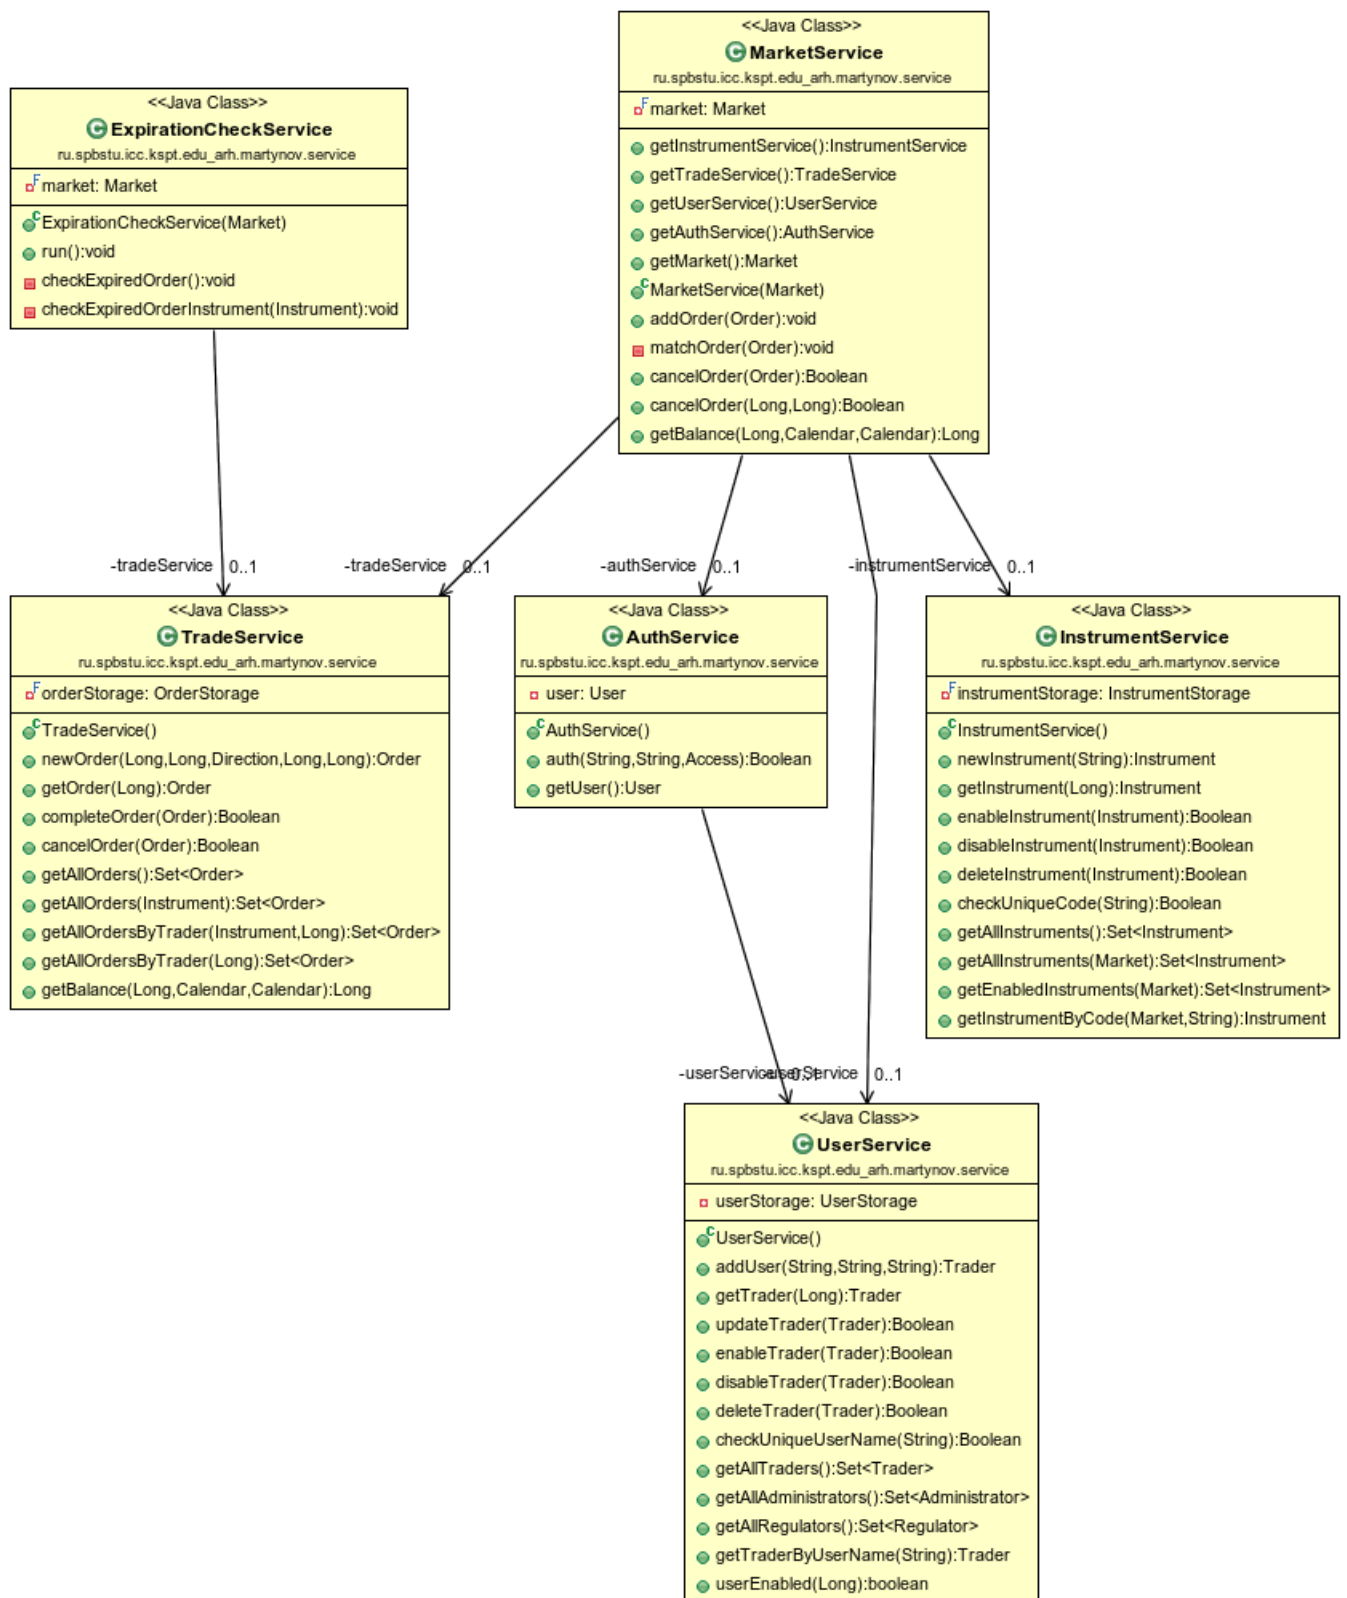 <<Java Class>>
MarketService
ru.spbstu.icc.kspt.edu_arh.martynov.service
market: Market
getInstrumentService():InstrumentService
getTradeService():TradeService
getUserService():UserService
getAuthService():AuthService
getMarket():Market
MarketService(Market)
addOrder(Order):void
matchOrder(Order):void
cancelOrder(Order):Boolean
cancelOrder(Long,Long):Boolean
getBalance(Long,Calendar,Calendar):Long
<<Java Class>>
ExpirationCheckService
ru.spbstu.icc.kspt.edu_arh.martynov.service
market: Market
ExpirationCheckService(Market)
run():void
checkExpiredOrder():void
checkExpiredOrderInstrument(Instrument):void
-tradeService 0..1
-tradeService 0..1
-authService 0..1
-instrumentService 0..1
<<Java Class>>
TradeService
ru.spbstu.icc.kspt.edu_arh.martynov.service
orderStorage: OrderStorage
TradeService()
newOrder(Long,Long,Direction,Long,Long):Order
getOrder(Long):Order
completeOrder(Order):Boolean
cancelOrder(Order):Boolean
getAllOrders():Set<Order>
getAllOrders(Instrument):Set<Order>
getAllOrdersByTrader(Instrument,Long):Set<Order>
getAllOrdersByTrader(Long):Set<Order>
getBalance(Long,Calendar,Calendar):Long
<<Java Class>>
AuthService
ru.spbstu.icc.kspt.edu_arh.martynov.service
user: User
AuthService()
auth(String,String,Access):Boolean
getUser():User
<<Java Class>>
InstrumentService
ru.spbstu.icc.kspt.edu_arh.martynov.service
instrumentStorage: InstrumentStorage
InstrumentService()
newInstrument(String):Instrument
getInstrument(Long):Instrument
enableInstrument(Instrument):Boolean
disableInstrument(Instrument):Boolean
deleteInstrument(Instrument):Boolean
checkUniqueCode(String):Boolean
getAllInstruments():Set<Instrument>
getAllInstruments(Market):Set<Instrument>
getEnabledInstruments(Market):Set<Instrument>
getInstrumentByCode(Market,String):Instrument
-userService 0..1
-userService 0..1
<<Java Class>>
UserService
ru.spbstu.icc.kspt.edu_arh.martynov.service
userStorage: UserStorage
UserService()
addUser(String,String,String):Trader
getTrader(Long):Trader
updateTrader(Trader):Boolean
enableTrader(Trader):Boolean
disableTrader(Trader):Boolean
deleteTrader(Trader):Boolean
checkUniqueUserName(String):Boolean
getAllTraders():Set<Trader>
getAllAdministrators():Set<Administrator>
getAllRegulators():Set<Regulator>
getTraderByUserName(String):Trader
userEnabled(Long):boolean